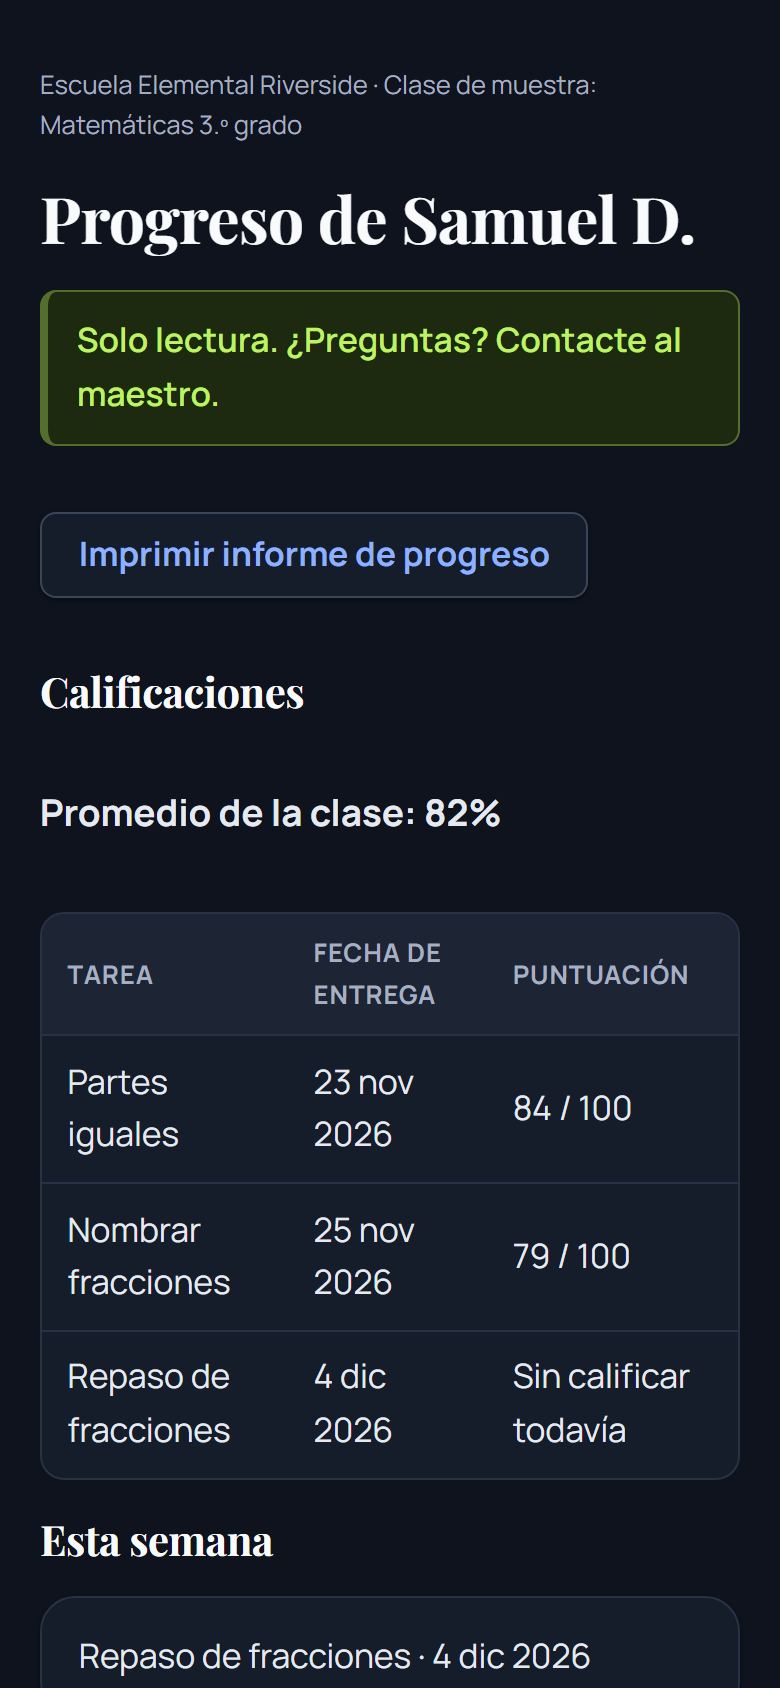 Escuela Elemental Riverside · Clase de muestra:
Matemáticas 3.º grado
Progreso de Samuel D.
Solo lectura. ¿Preguntas? Contacte al
maestro.
Imprimir informe de progreso
Calificaciones
Promedio de la clase: 82%
TAREA
FECHA DE
ENTREGA
PUNTUACIÓN
Partes
iguales
23 nov
2026
84 / 100
Nombrar
fracciones
25 nov
2026
79 / 100
Repaso de
fracciones
4 dic
2026
Sin calificar
todavía
Esta semana
Repaso de fracciones · 4 dic 2026